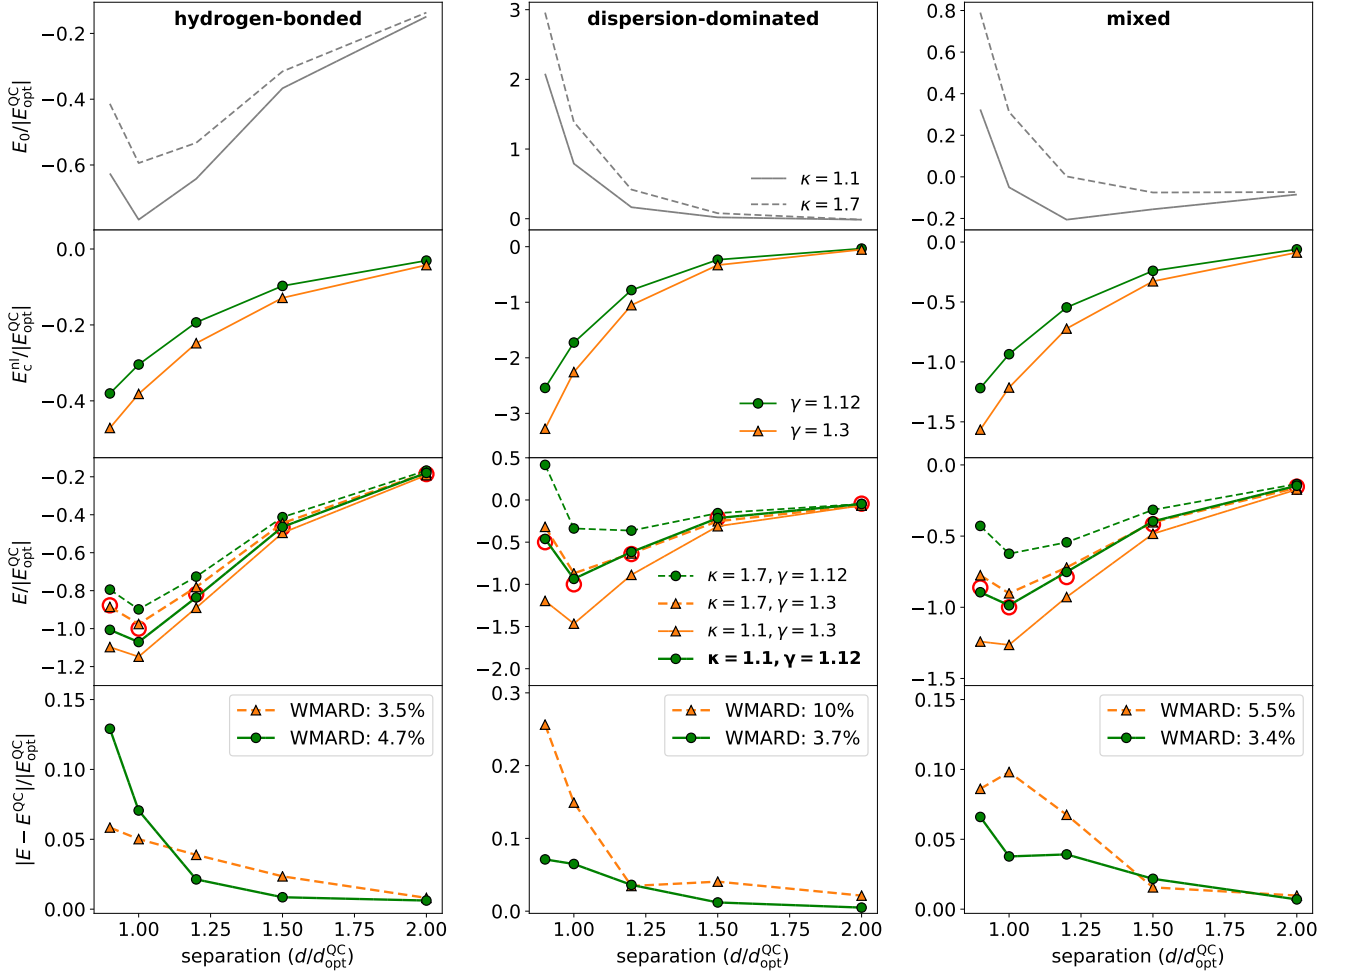 hydrogen-bonded
dispersion-dominated
mixed
E₀/|E_opt^QC|
−0.2
−0.4
−0.6
3
2
1
0
κ = 1.1
κ = 1.7
0.8
0.6
0.4
0.2
0.0
−0.2
E_c^nl/|E_opt^QC|
0.0
−0.2
−0.4
0
−1
−2
−3
γ = 1.12
γ = 1.3
0.0
−0.5
−1.0
−1.5
E/|E_opt^QC|
−0.2
−0.4
−0.6
−0.8
−1.0
−1.2
0.5
0.0
−0.5
−1.0
−1.5
−2.0
κ = 1.7, γ = 1.12
κ = 1.7, γ = 1.3
κ = 1.1, γ = 1.3
κ = 1.1, γ = 1.12
0.0
−0.5
−1.0
−1.5
|E − E^QC|/|E_opt^QC|
0.15
0.10
0.05
0.00
WMARD: 3.5%
WMARD: 4.7%
0.3
0.2
0.1
0.0
WMARD: 10%
WMARD: 3.7%
0.15
0.10
0.05
0.00
WMARD: 5.5%
WMARD: 3.4%
1.00 1.25 1.50 1.75 2.00
separation (d/d_opt^QC)
1.00 1.25 1.50 1.75 2.00
separation (d/d_opt^QC)
1.00 1.25 1.50 1.75 2.00
separation (d/d_opt^QC)